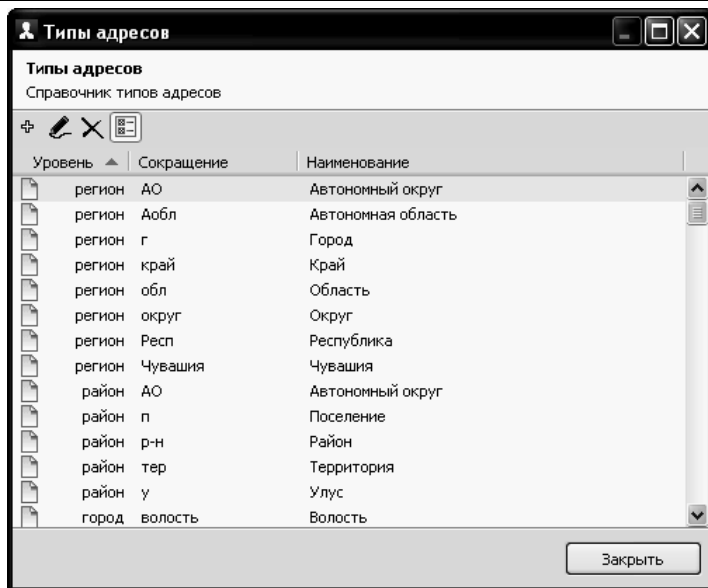 Типы адресов
Типы адресов
Справочник типов адресов
Уровень Сокращение Наименование
регион АО Автономный округ
регион Аобл Автономная область
регион г Город
регион край Край
регион обл Область
регион округ Округ
регион Респ Республика
регион Чувашия Чувашия
район АО Автономный округ
район п Поселение
район р-н Район
район тер Территория
район у Улус
город волость Волость
Закрыть